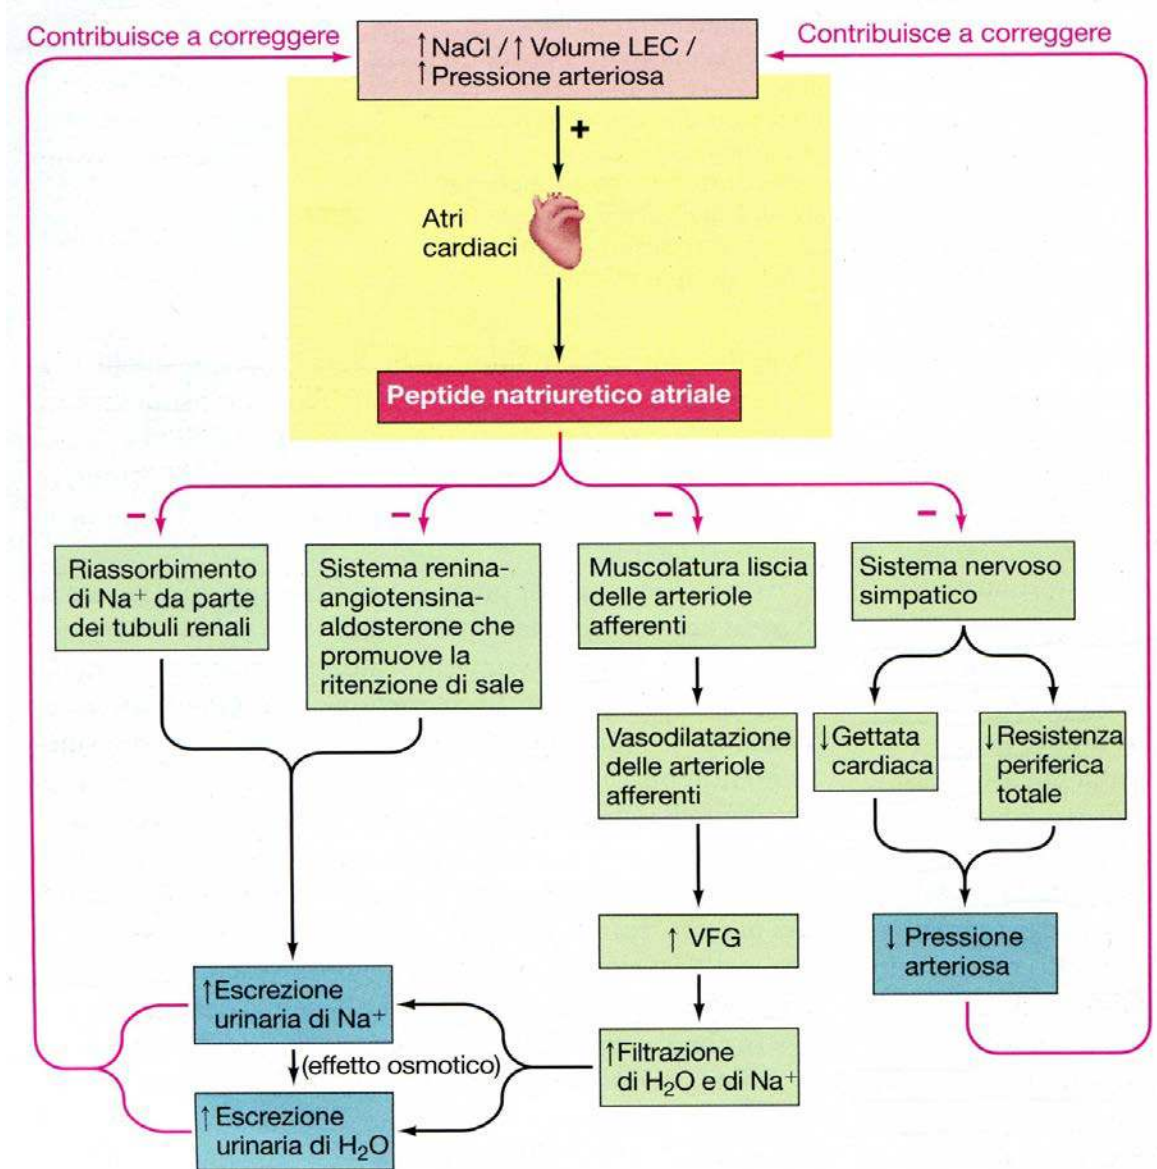 Contribuisce a correggere
Contribuisce a correggere
↑NaCl / ↑ Volume LEC /
↑Pressione arteriosa
+
Atri
cardiaci
Peptide natriuretico atriale
−
−
−
−
Riassorbimento
di Na⁺ da parte
dei tubuli renali
Sistema renina-
angiotensina-
aldosterone che
promuove la
ritenzione di sale
Muscolatura liscia
delle arteriole
afferenti
Sistema nervoso
simpatico
Vasodilatazione
delle arteriole
afferenti
↓Gettata
cardiaca
↓Resistenza
periferica
totale
↑ VFG
↓ Pressione
arteriosa
↑Escrezione
urinaria di Na⁺
(effetto osmotico)
↑Filtrazione
di H₂O e di Na⁺
↑ Escrezione
urinaria di H₂O